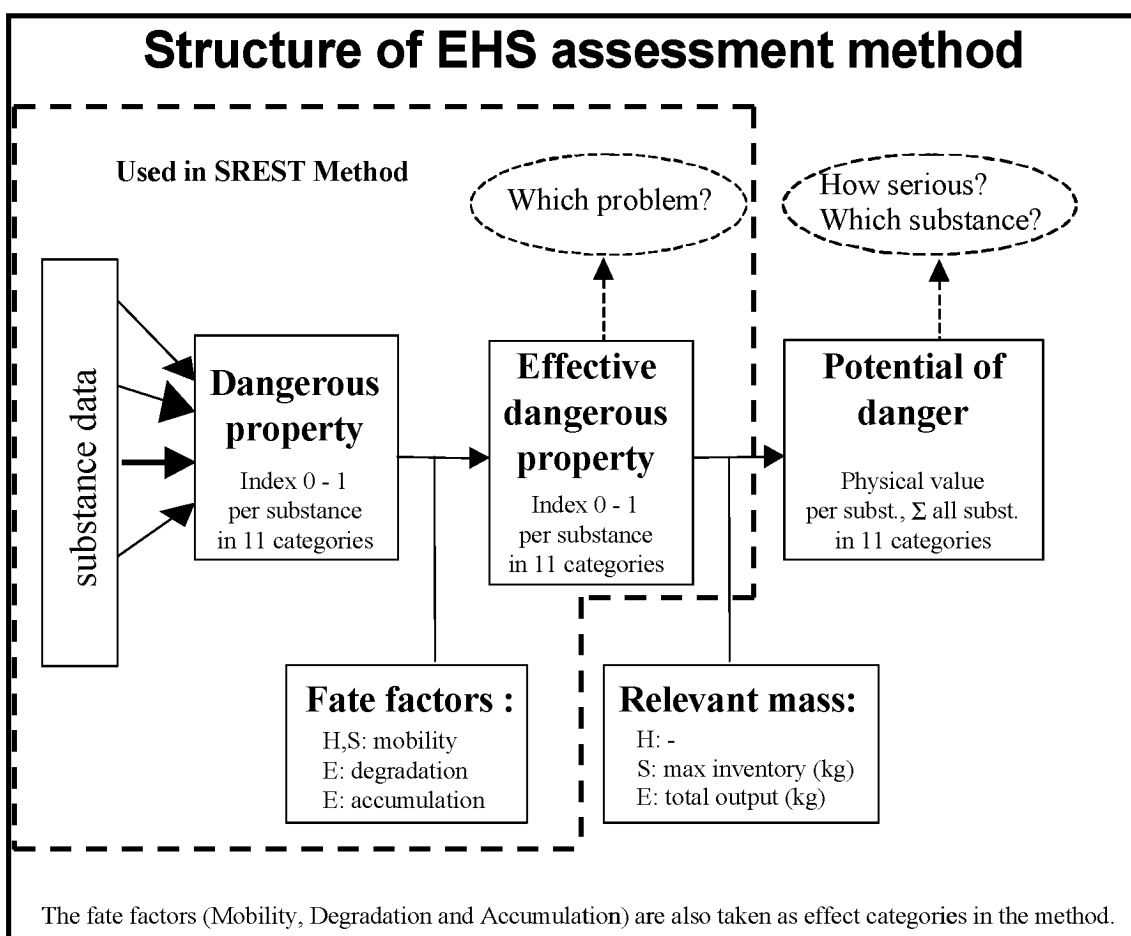 Structure of EHS assessment method
Used in SREST Method
Which problem?
How serious?
Which substance?
substance data
Dangerous
property
Index 0 - 1
per substance
in 11 categories
Effective
dangerous
property
Index 0 - 1
per substance
in 11 categories
Potential of
danger
Physical value
per subst., Σ all subst.
in 11 categories
Fate factors :
H,S: mobility
E: degradation
E: accumulation
Relevant mass:
H: -
S: max inventory (kg)
E: total output (kg)
The fate factors (Mobility, Degradation and Accumulation) are also taken as effect categories in the method.